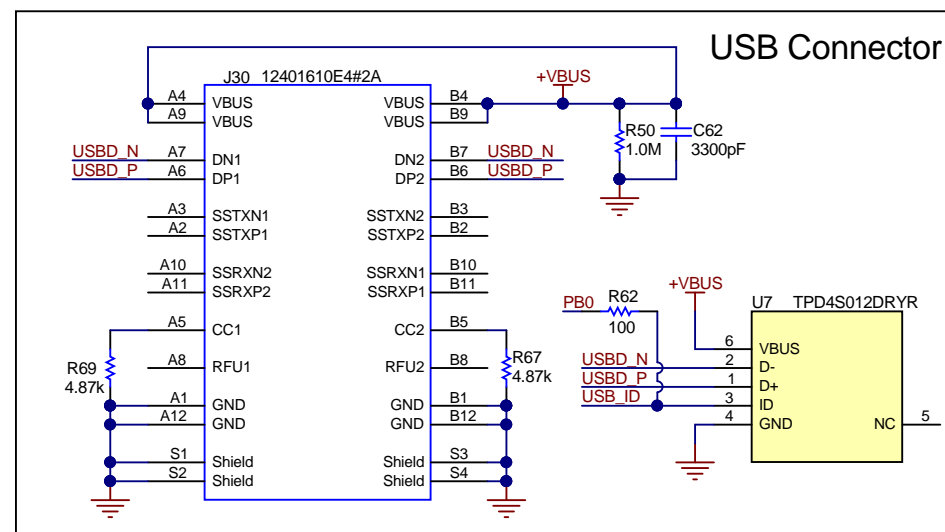 USB Connector
J30 12401610E4#2A
A4 VBUS VBUS B4
A9 VBUS VBUS B9
+VBUS
R50
1.0M
C62
3300pF
USBD_N A7 DN1 DN2 B7 USBD_N
USBD_P A6 DP1 DP2 B6 USBD_P
A3 SSTXN1 SSTXN2 B3
A2 SSTXP1 SSTXP2 B2
A10 SSRXN2 SSRXN1 B10
A11 SSRXP2 SSRXP1 B11
A5 CC1 CC2 B5
A8 RFU1 RFU2 B8
R69
4.87k
R67
4.87k
A1 GND GND B1
A12 GND GND B12
S1 Shield Shield S3
S2 Shield Shield S4
+VBUS
PB0 R62
100
U7 TPD4S012DRYR
6 VBUS
USBD_N 2 D-
USBD_P 1 D+
USB_ID 3 ID
4 GND NC 5